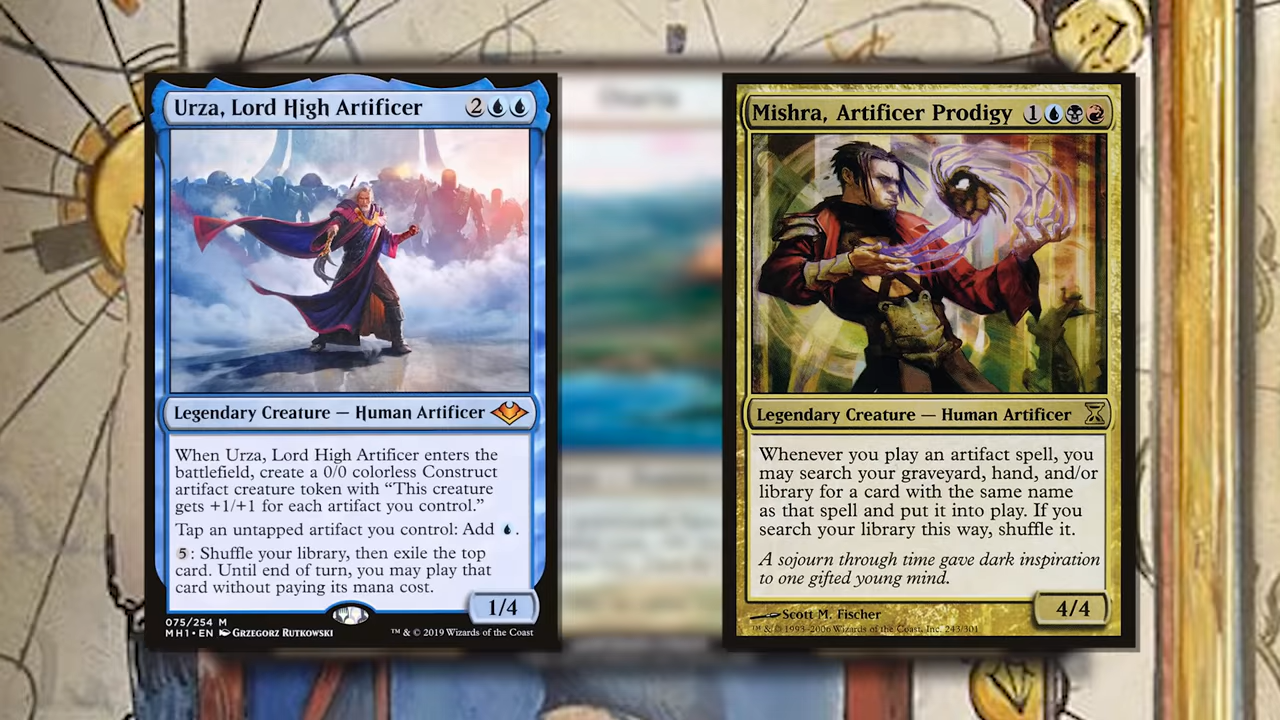 Urza, Lord High Artificer 2
Legendary Creature — Human Artificer
When Urza, Lord High Artificer enters the
battlefield, create a 0/0 colorless Construct
artifact creature token with “This creature
gets +1/+1 for each artifact you control.”
Tap an untapped artifact you control: Add .
5: Shuffle your library, then exile the top
card. Until end of turn, you may play that
card without paying its mana cost.
1/4
075/254 M
MH1 • EN Grzegorz Rutkowski
™ & © 2019 Wizards of the Coast
Mishra, Artificer Prodigy 1
Legendary Creature — Human Artificer
Whenever you play an artifact spell, you
may search your graveyard, hand, and/or
library for a card with the same name
as that spell and put it into play. If you
search your library this way, shuffle it.
A sojourn through time gave dark inspiration
to one gifted young mind.
4/4
Scott M. Fischer
™ & © 1993–2006 Wizards of the Coast, Inc. 243/301